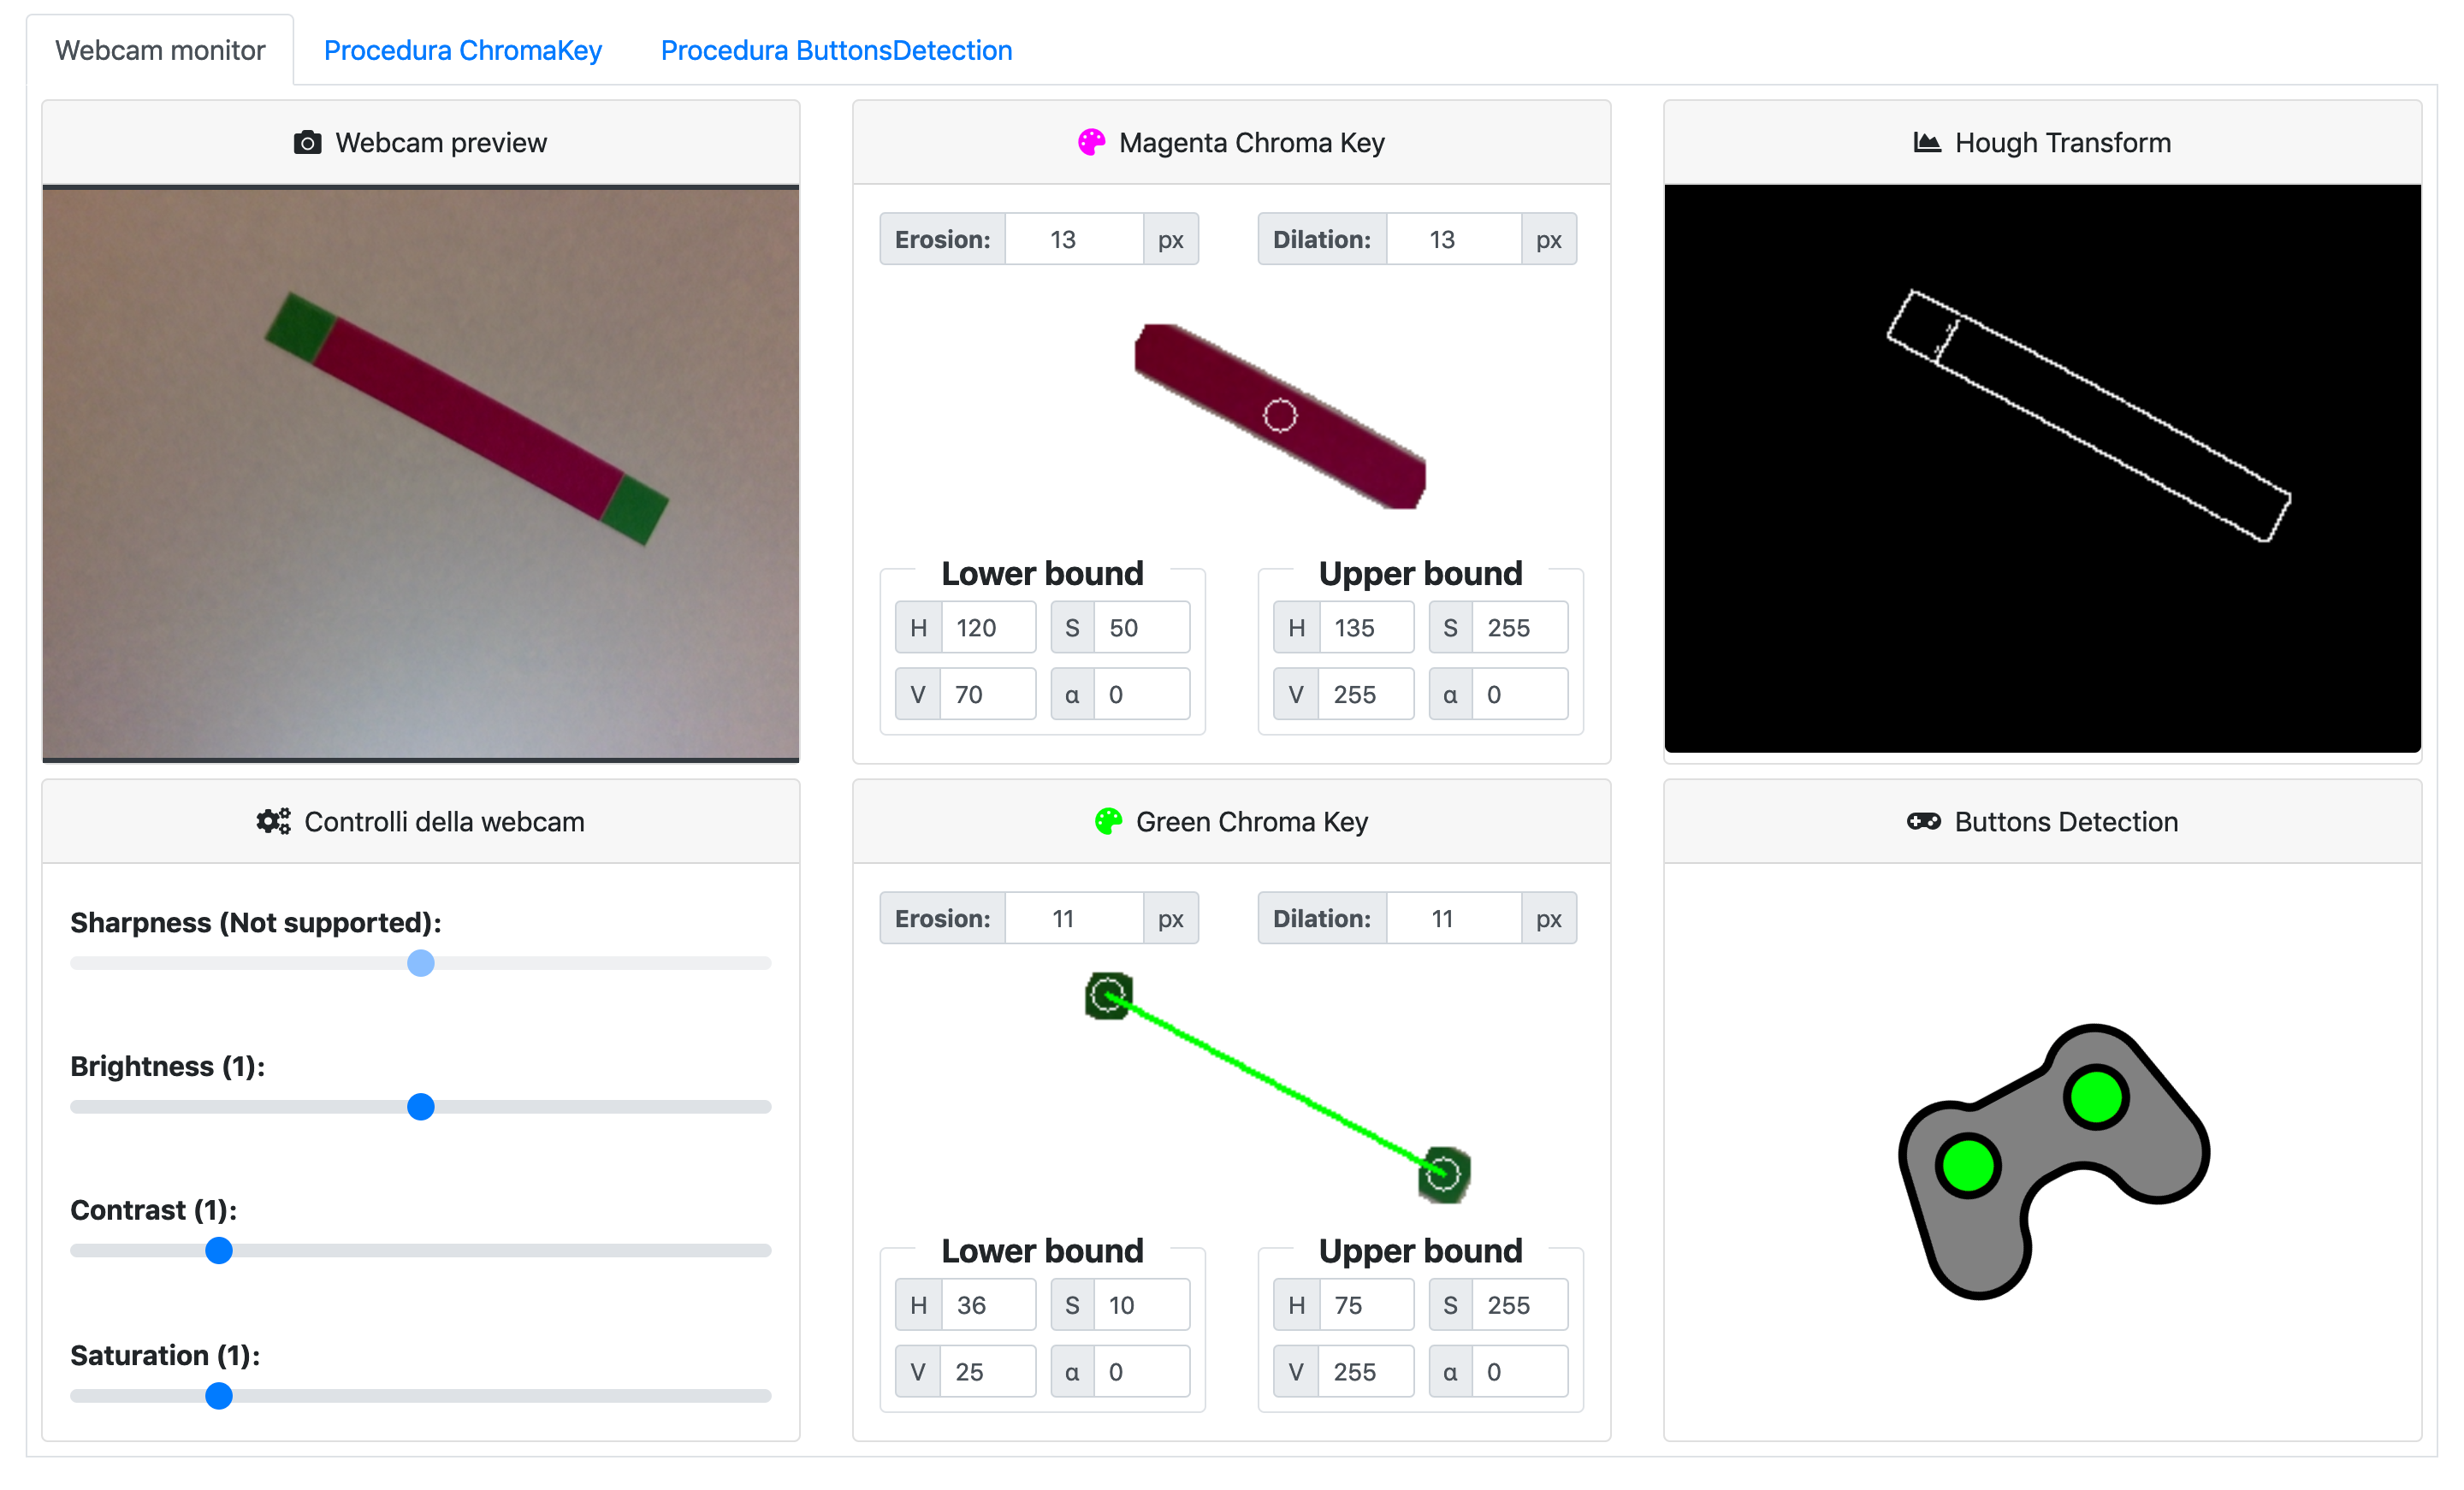 Webcam monitor
Procedura ChromaKey
Procedura ButtonsDetection
Webcam preview
Magenta Chroma Key
Erosion: 13 px
Dilation: 13 px
Lower bound
H 120 S 50
V 70 α 0
Upper bound
H 135 S 255
V 255 α 0
Hough Transform
Controlli della webcam
Sharpness (Not supported):
Brightness (1):
Contrast (1):
Saturation (1):
Green Chroma Key
Erosion: 11 px
Dilation: 11 px
Lower bound
H 36 S 10
V 25 α 0
Upper bound
H 75 S 255
V 255 α 0
Buttons Detection